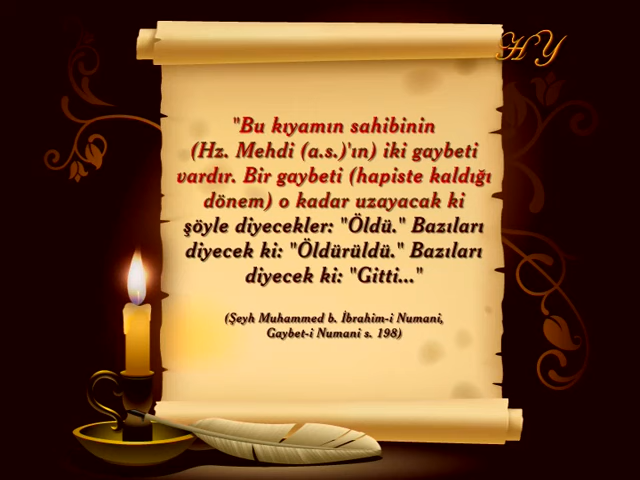 HY
"Bu kıyamın sahibinin
(Hz. Mehdi (a.s.)'ın) iki gaybeti
vardır. Bir gaybeti (hapiste kaldığı
dönem) o kadar uzayacak ki
şöyle diyecekler: "Öldü." Bazıları
diyecek ki: "Öldürüldü." Bazıları
diyecek ki: "Gitti..."
(Şeyh Muhammed b. İbrahim-i Numani,
Gaybet-i Numani s. 198)